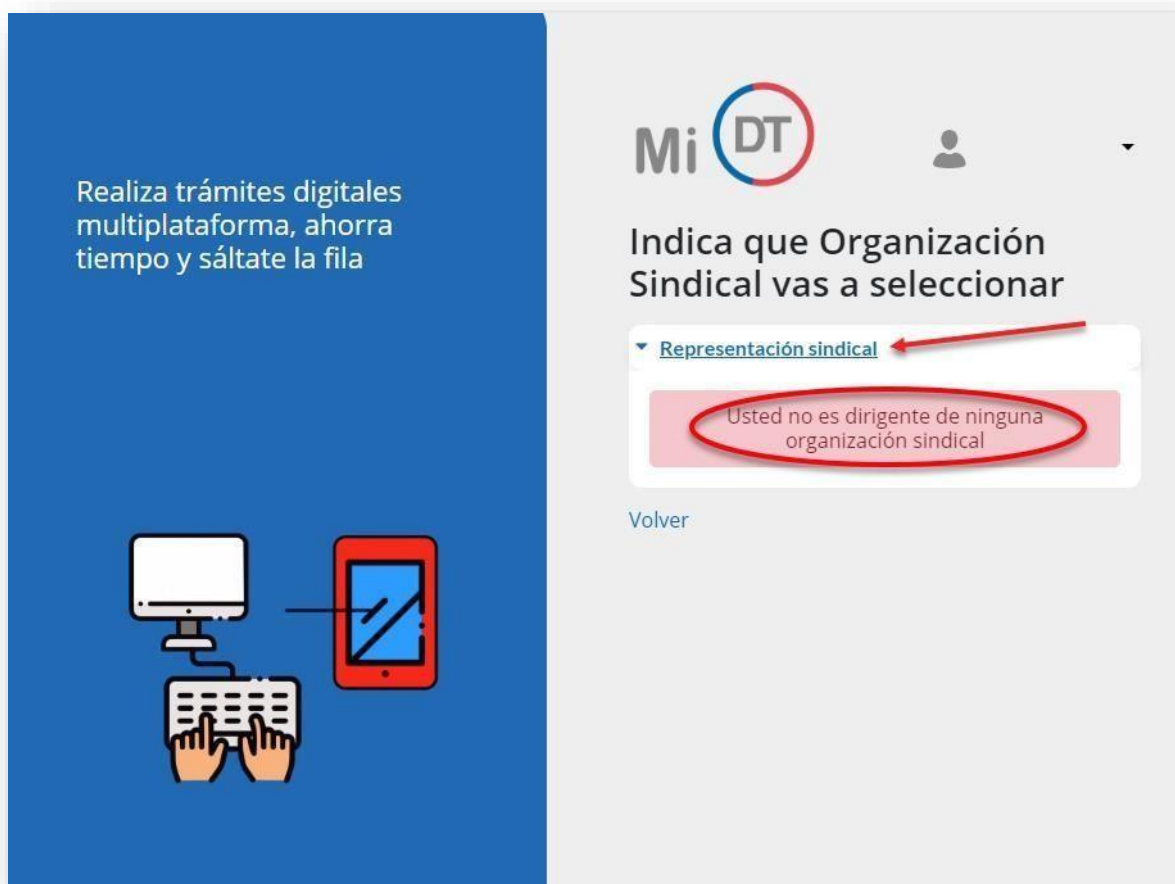 Realiza trámites digitales
multiplataforma, ahorra
tiempo y sáltate la fila
Mi DT
Indica que Organización
Sindical vas a seleccionar
Representación sindical
Usted no es dirigente de ninguna
organización sindical
Volver